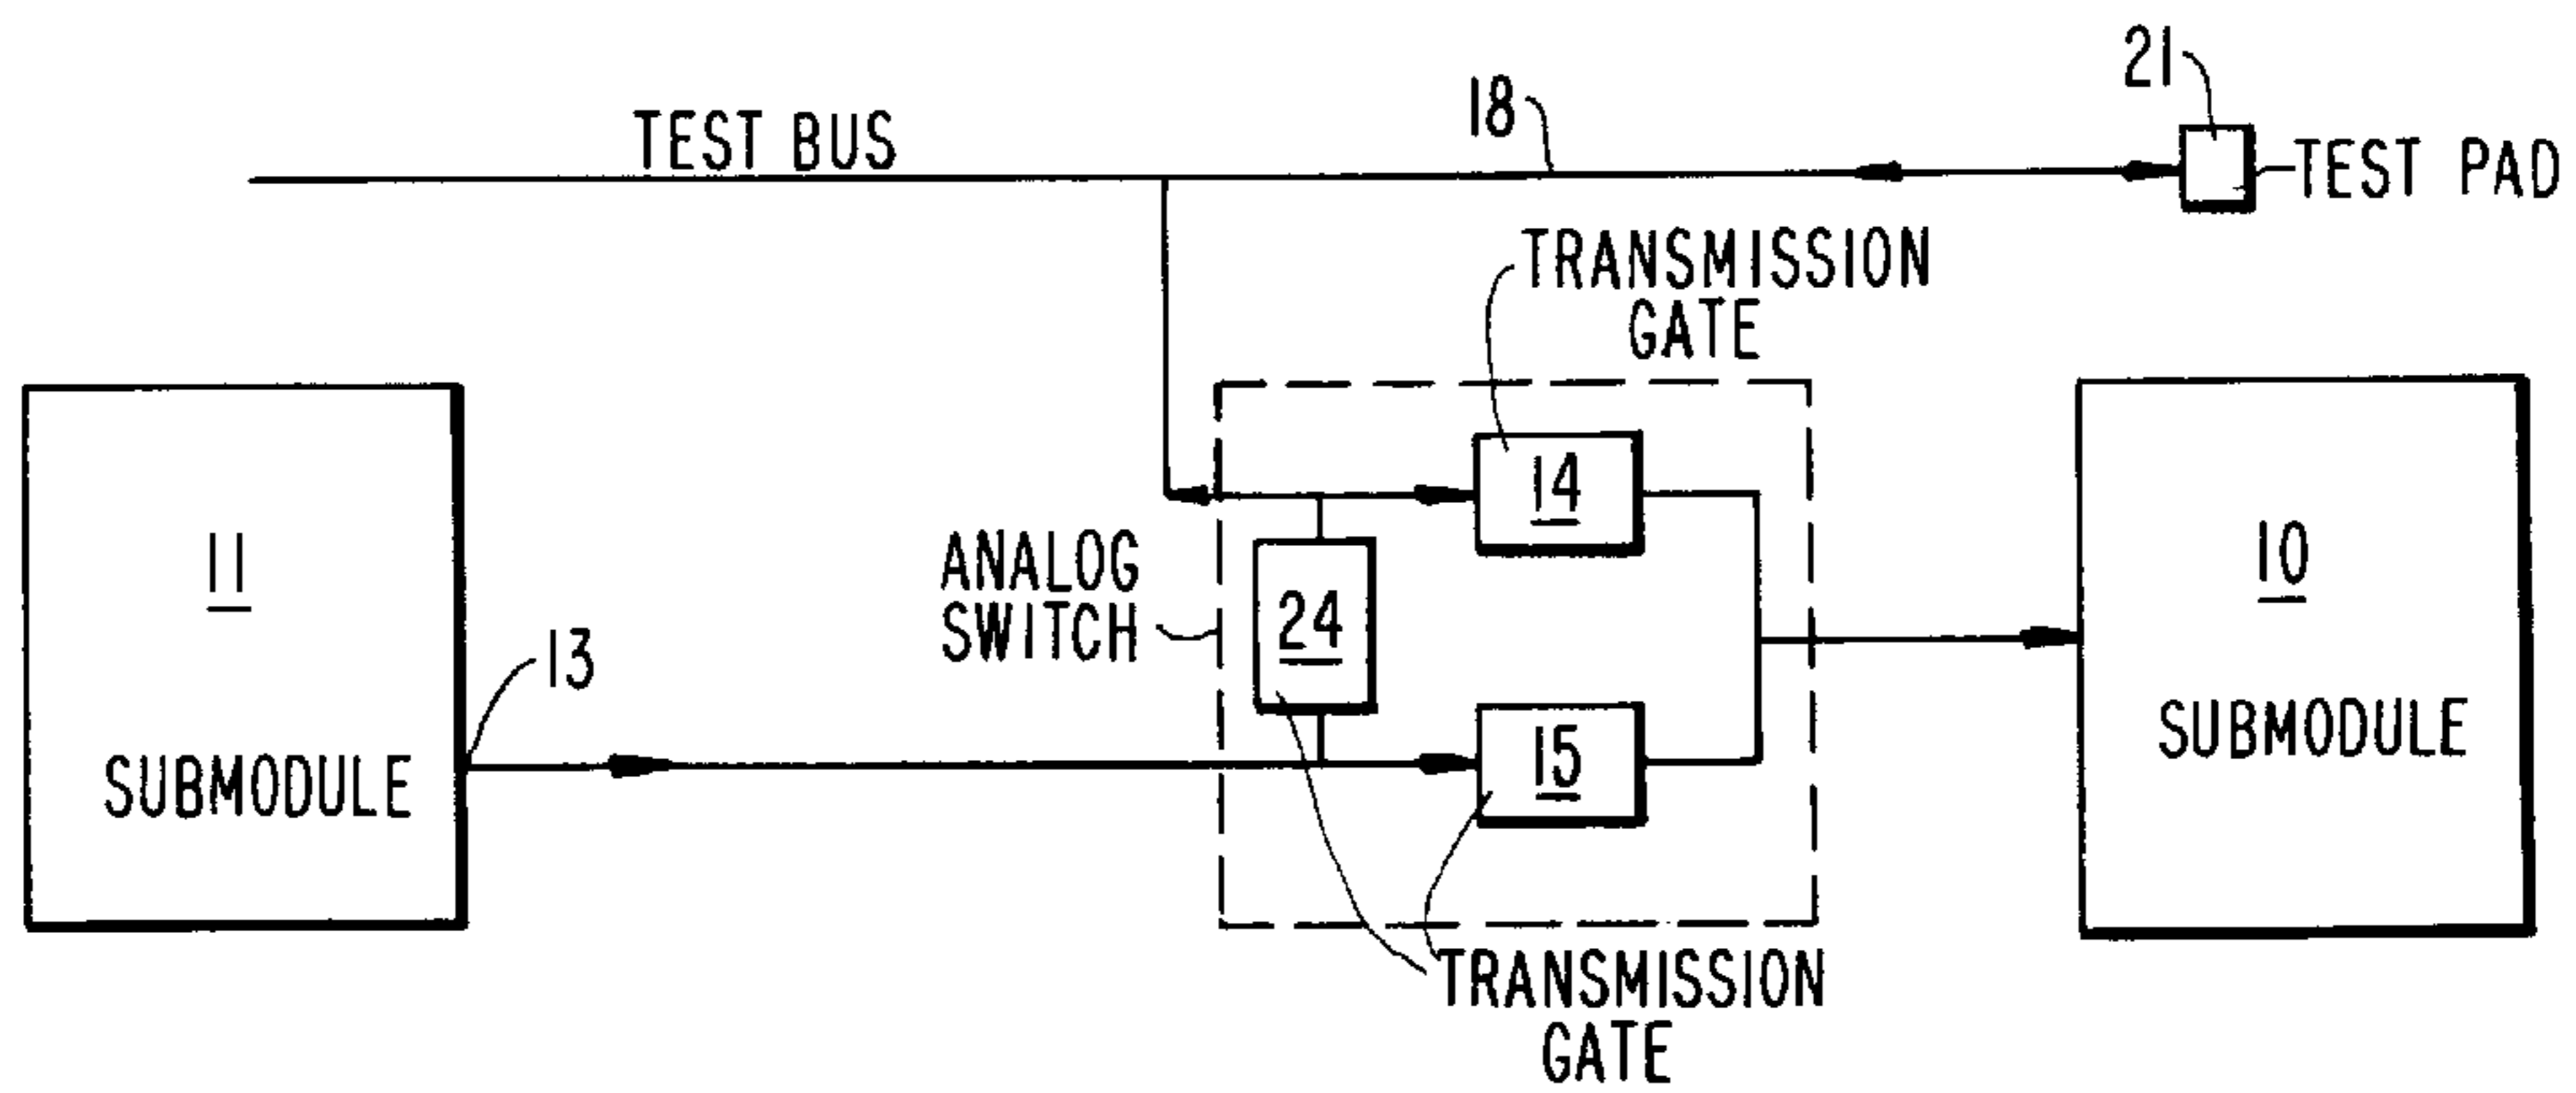 21
18
TEST BUS
TEST PAD
TRANSMISSION
GATE
14
11
10
ANALOG
SWITCH
24
13
SUBMODULE
15
SUBMODULE
TRANSMISSION
GATE